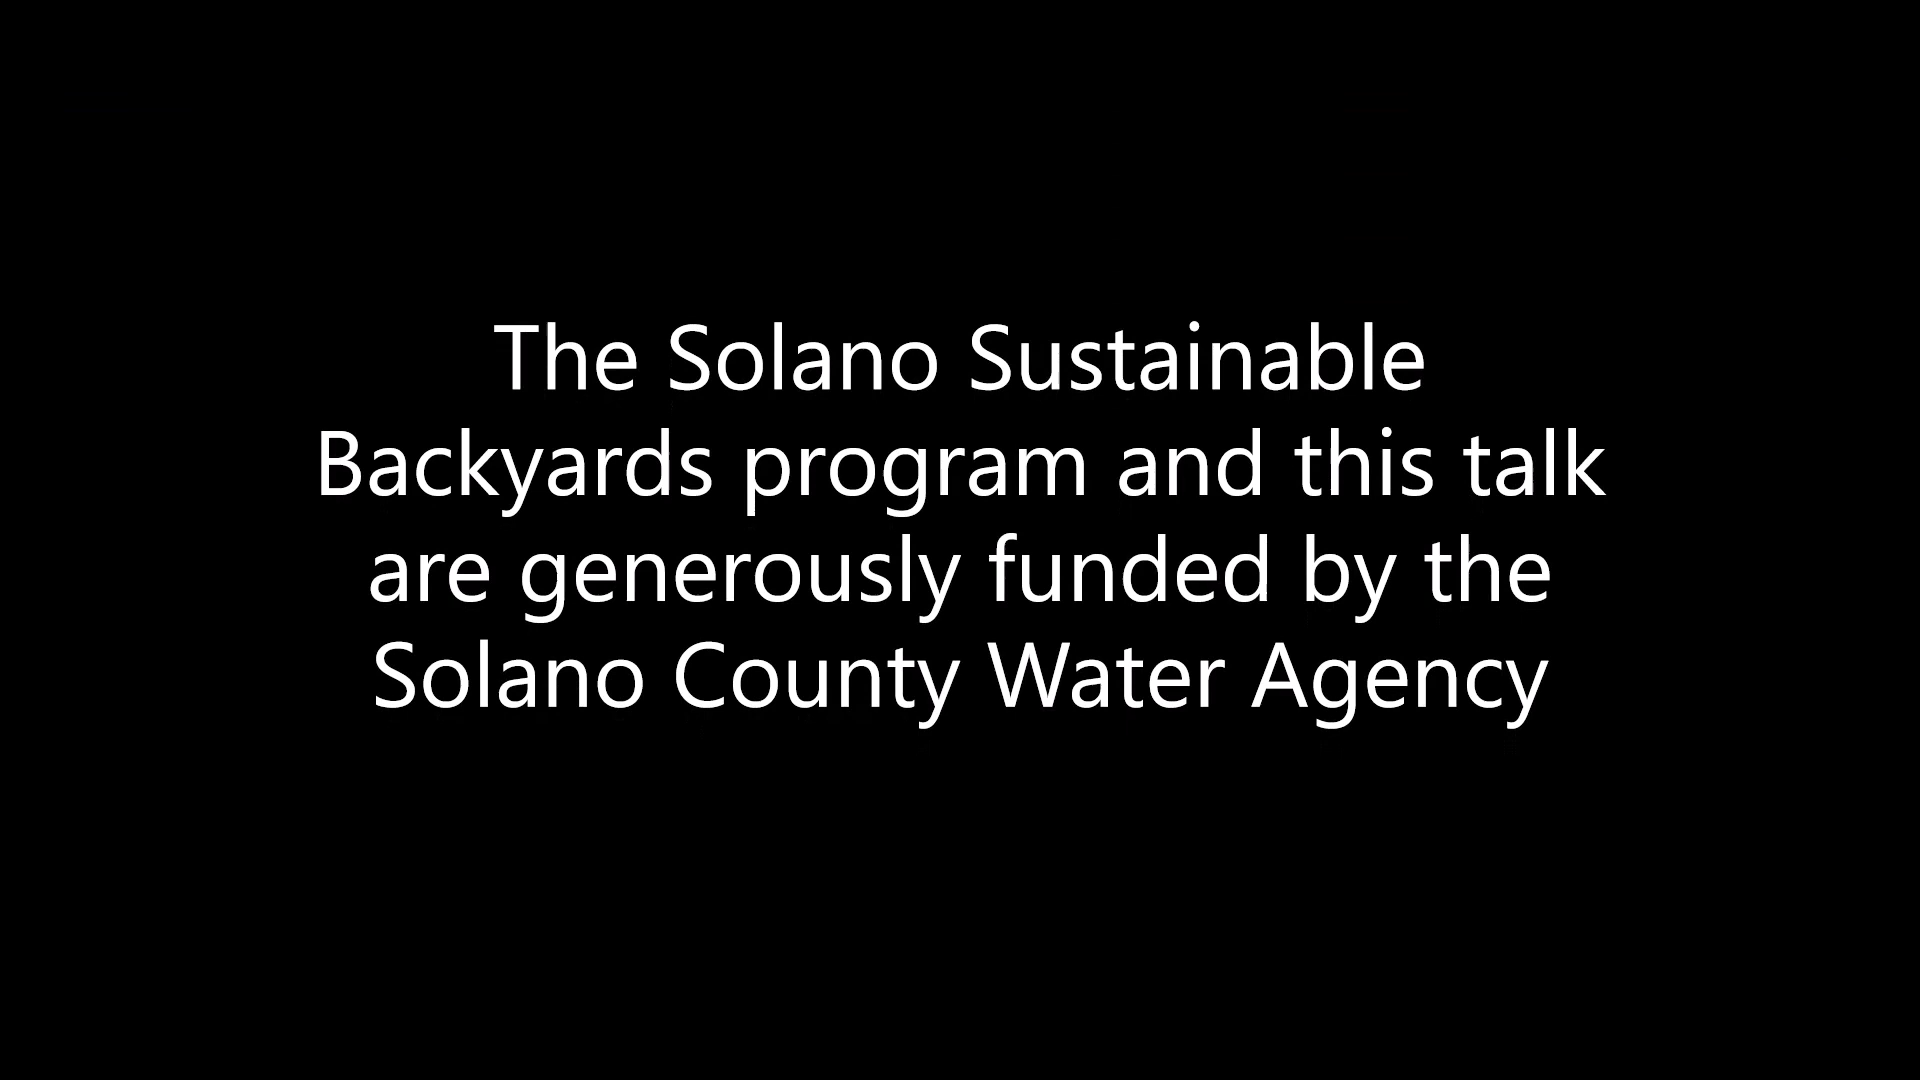 The Solano Sustainable
Backyards program and this talk
are generously funded by the
Solano County Water Agency